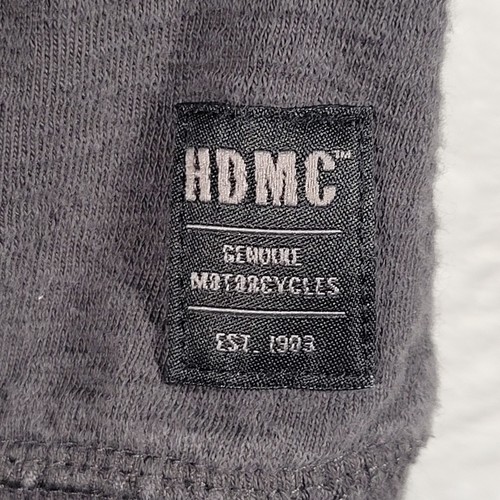 HDMC™
GENUINE
MOTORCYCLES
EST. 1903